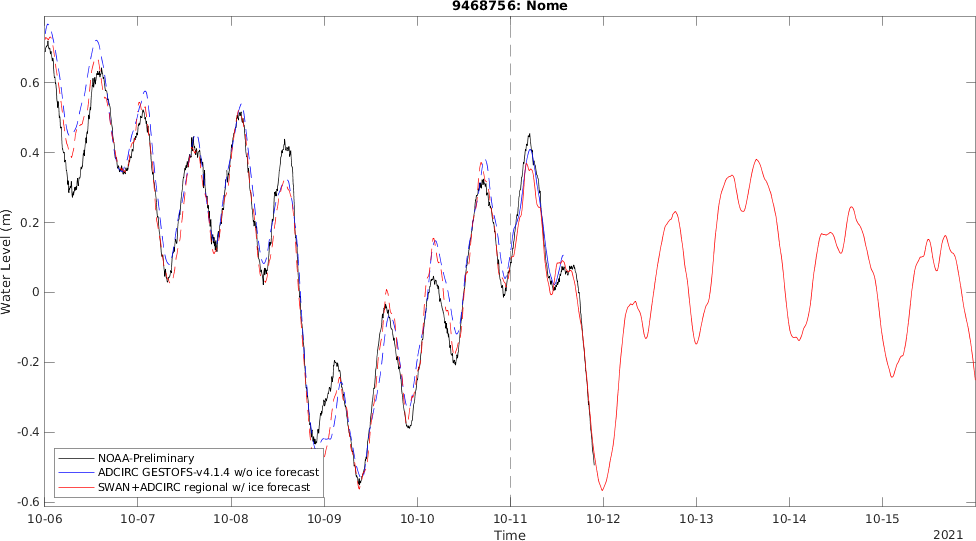 9468756: Nome
Water Level (m)
0.6
0.4
0.2
0
-0.2
-0.4
-0.6
NOAA-Preliminary
ADCIRC GESTOFS-v4.1.4 w/o ice forecast
SWAN+ADCIRC regional w/ ice forecast
10-06 10-07 10-08 10-09 10-10 10-11 10-12 10-13 10-14 10-15
Time
2021